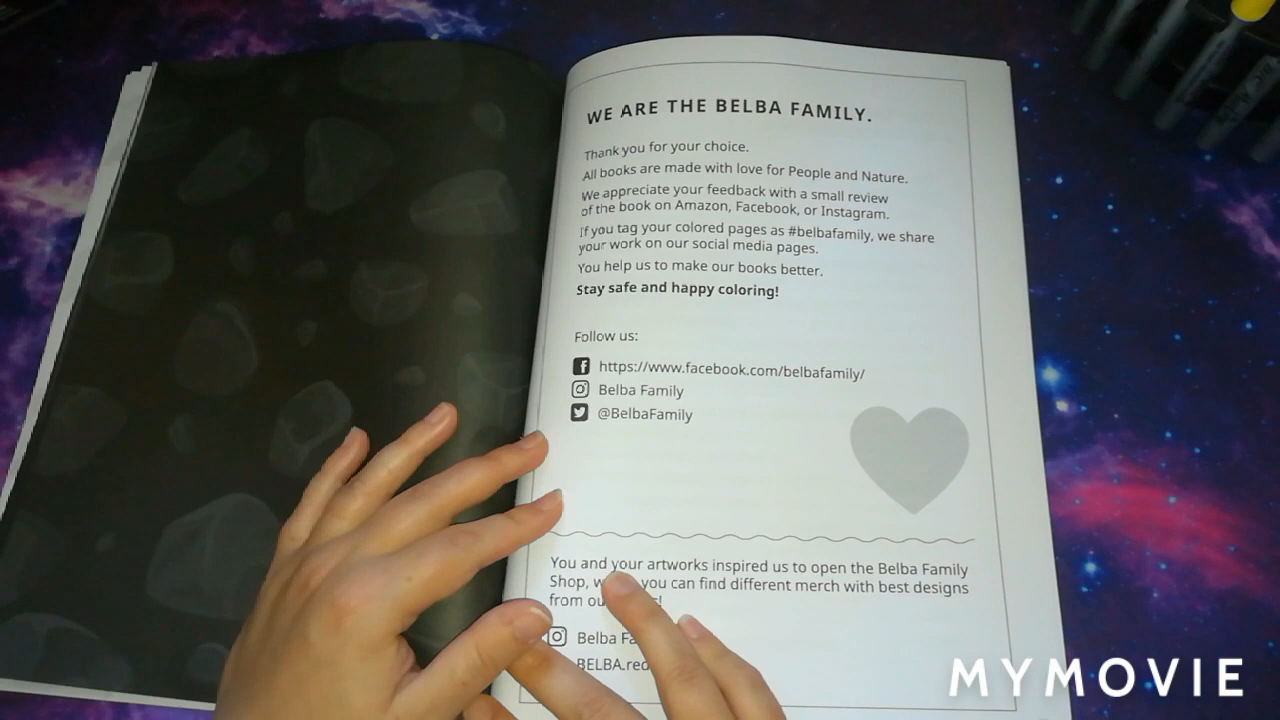 WE ARE THE BELBA FAMILY.
Thank you for your choice.
All books are made with love for People and Nature.
We appreciate your feedback with a small review
of the book on Amazon, Facebook, or Instagram.
If you tag your colored pages as #belbafamily, we share
your work on our social media pages.
You help us to make our books better.
Stay safe and happy coloring!
Follow us:
https://www.facebook.com/belbafamily/
Belba Family
@BelbaFamily
You and your artworks inspired us to open the Belba Family
Shop, you can find different merch with best designs
from
Belba
MYMOVIE